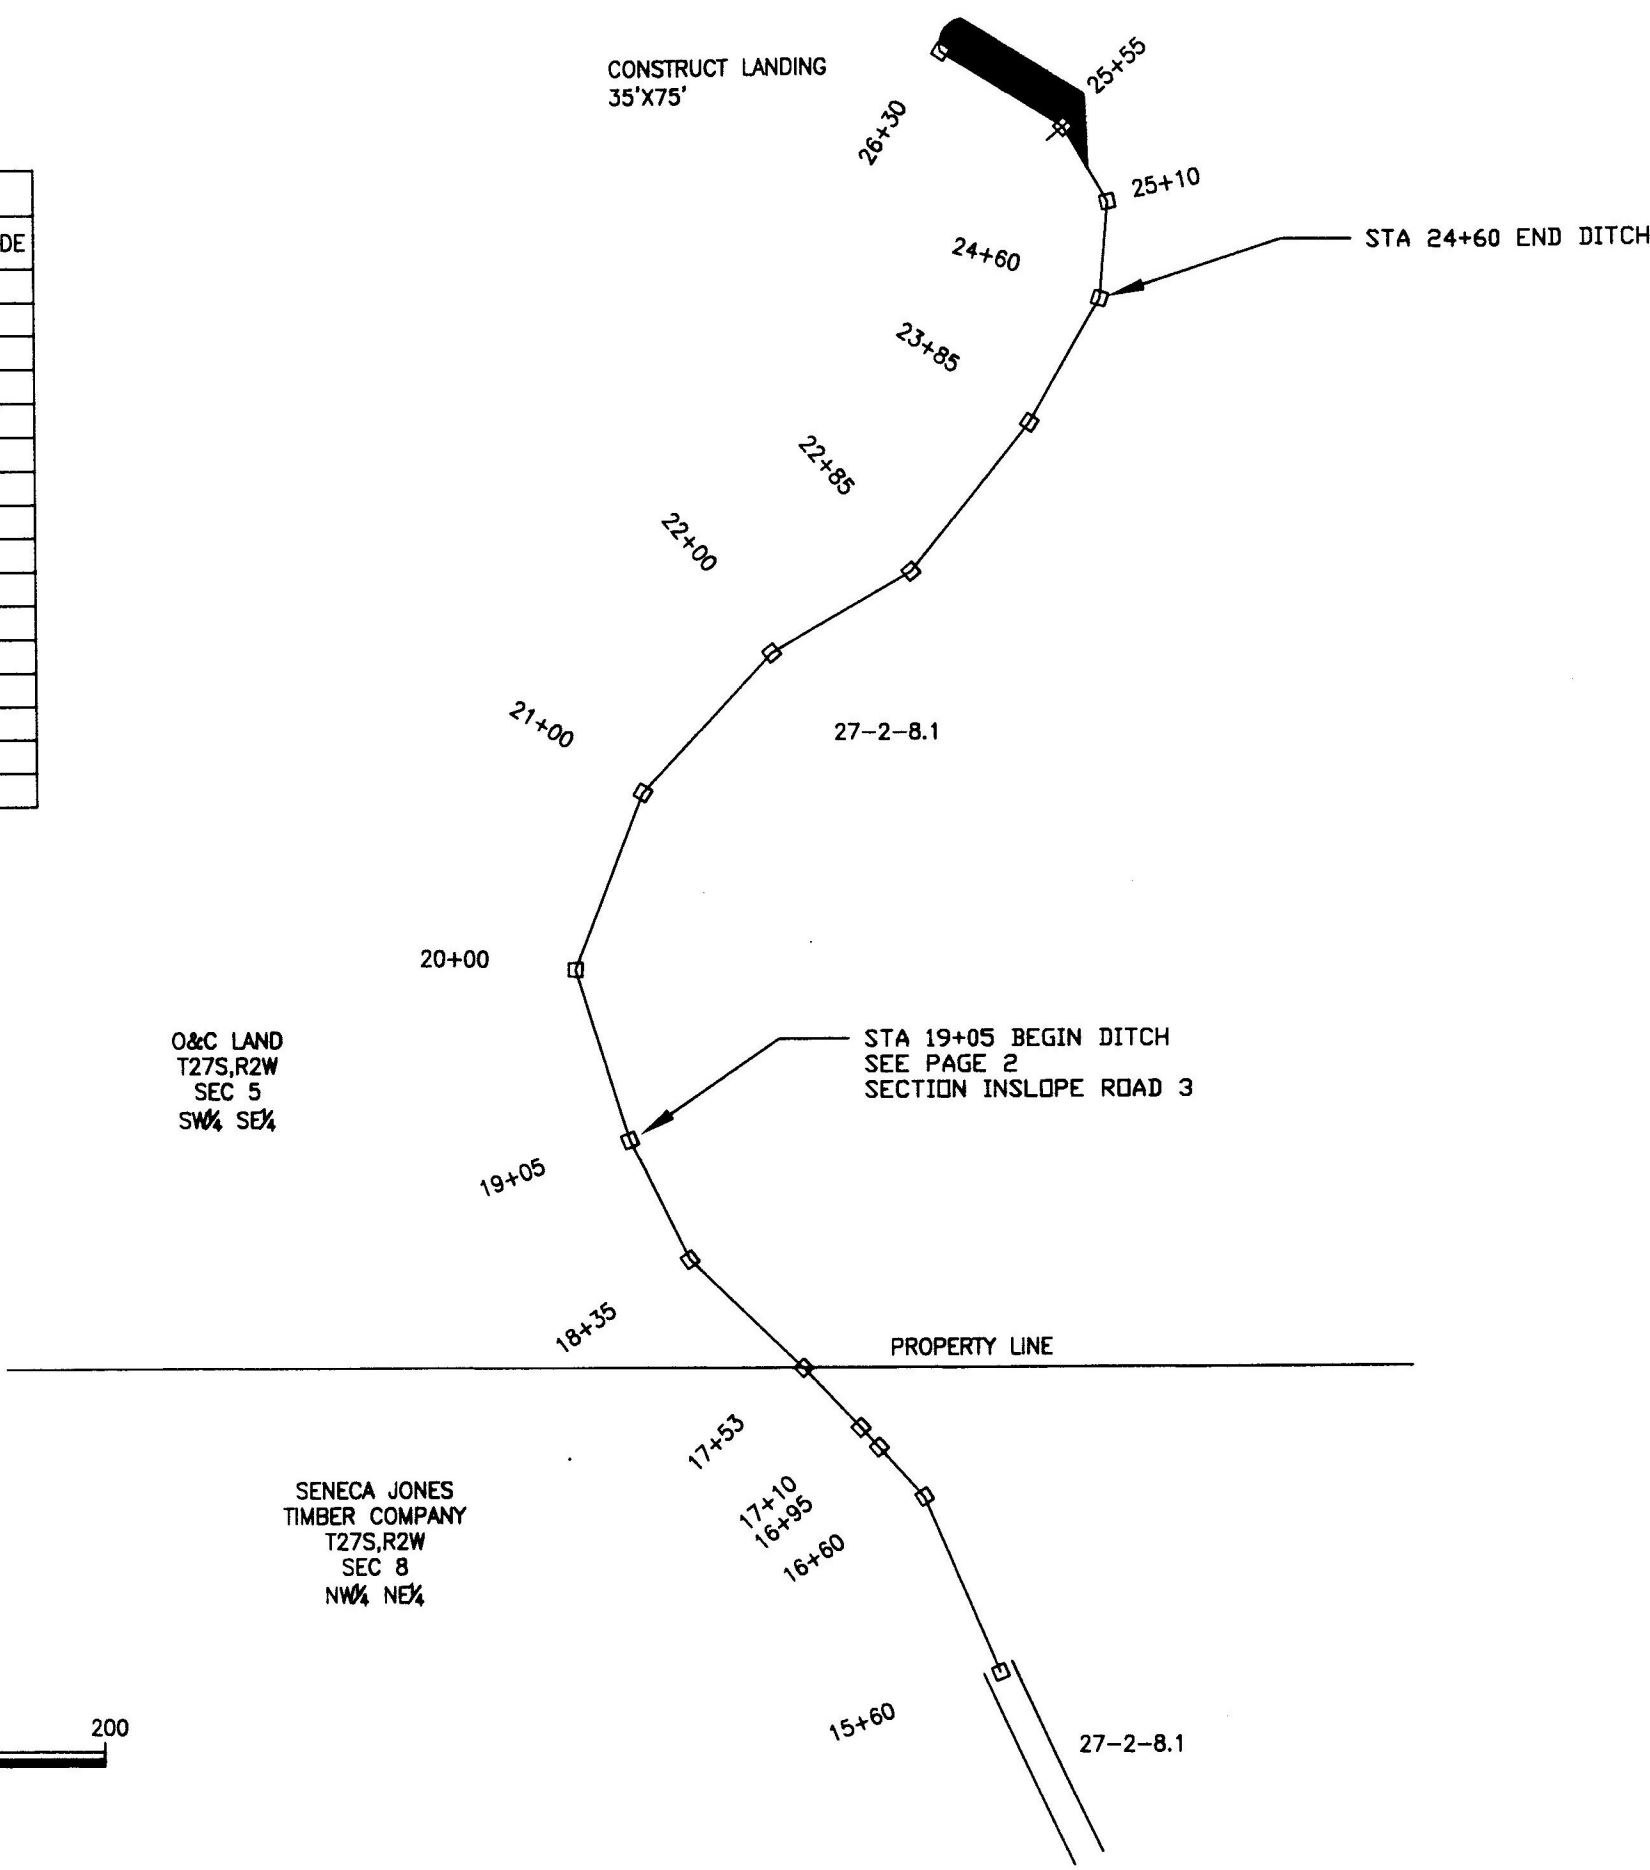 CONSTRUCT LANDING
35'X75'
25+55
26+30
25+10
DE
24+60
STA 24+60 END DITCH
23+85
22+85
22+00
21+00
27-2-8.1
20+00
O&C LAND
T27S,R2W
SEC 5
SW¼ SE¼
STA 19+05 BEGIN DITCH
SEE PAGE 2
SECTION INSLOPE ROAD 3
19+05
18+35
PROPERTY LINE
17+53
17+10
16+95
16+60
SENECA JONES
TIMBER COMPANY
T27S,R2W
SEC 8
NW¼ NE¼
15+60
200
27-2-8.1